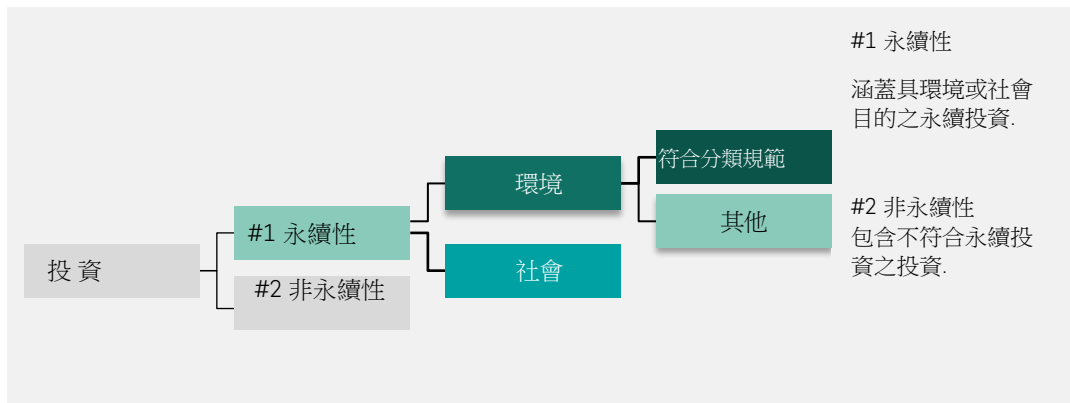 投 資
#1 永續性
#2 非永續性
環境
社會
符合分類規範
其他
#1 永續性
涵蓋具環境或社會
目的之永續投資.
#2 非永續性
包含不符合永續投
資之投資.